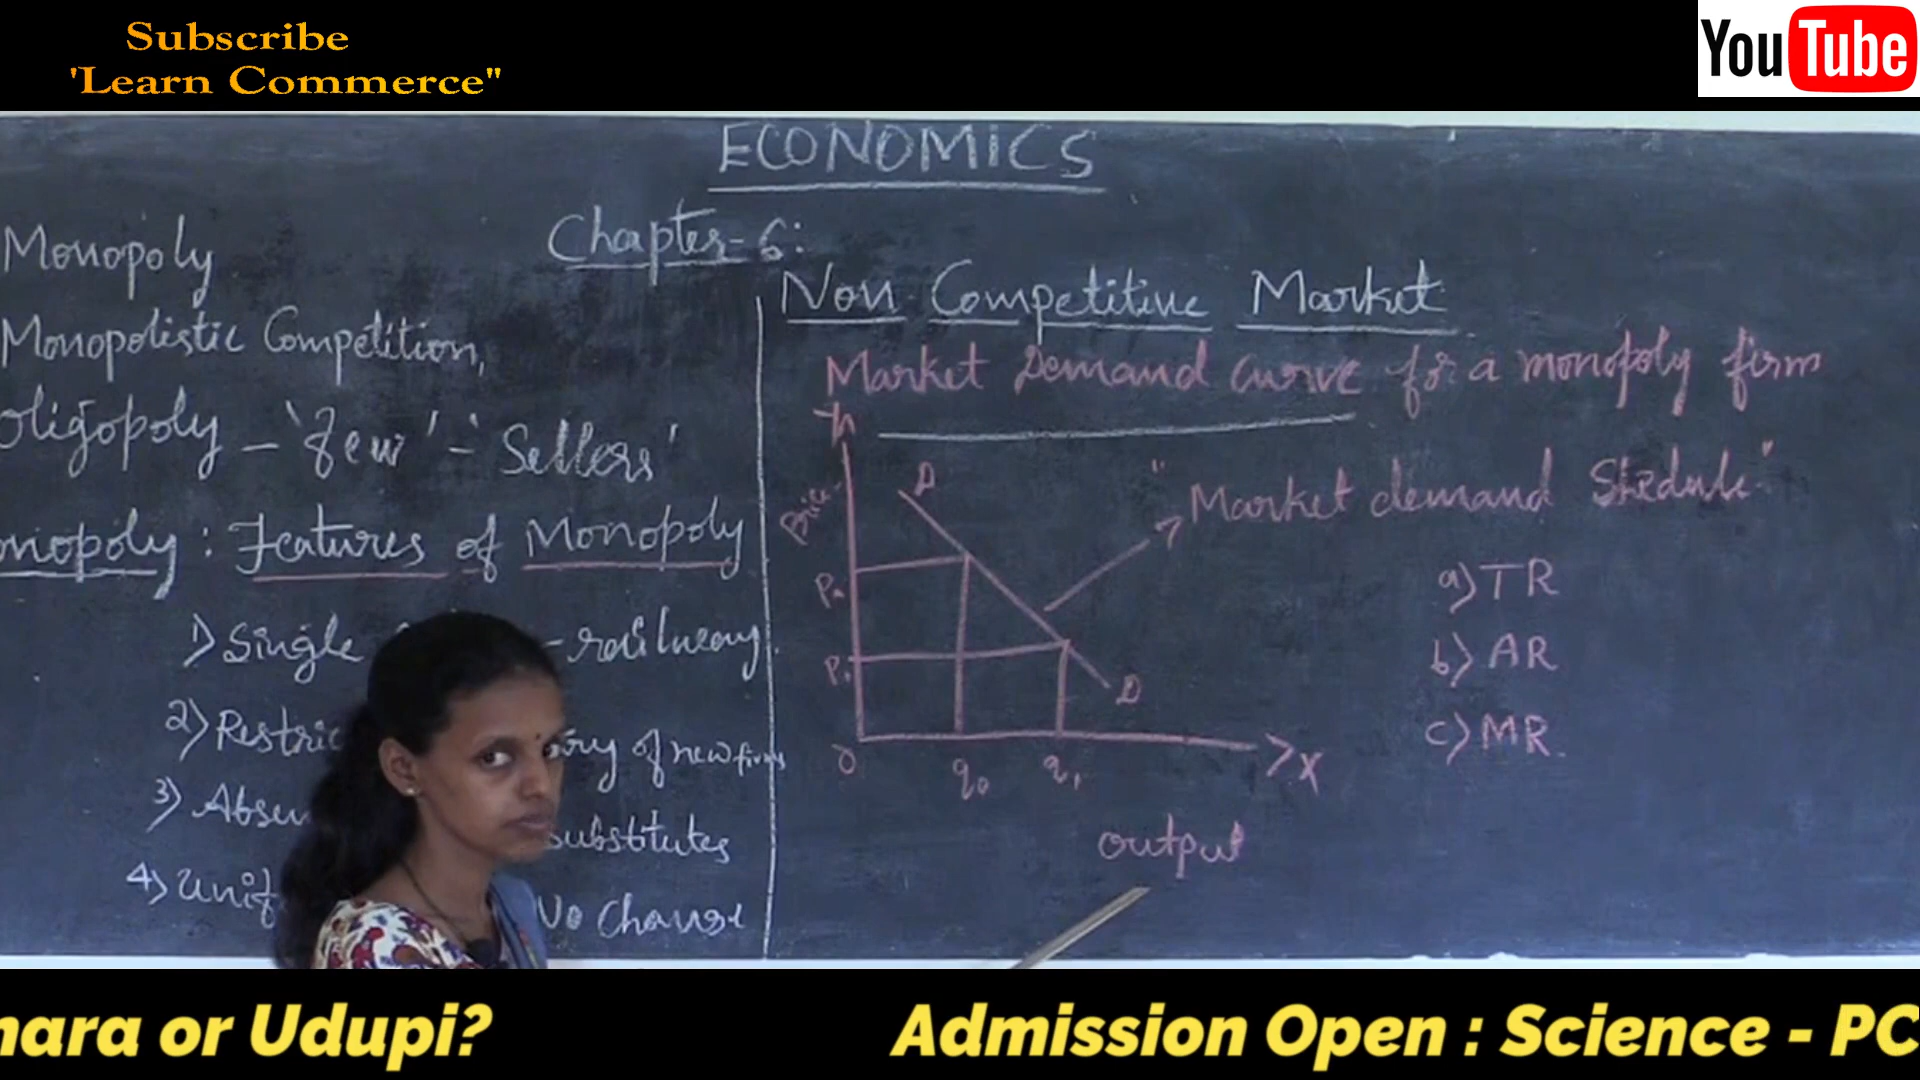 Subscribe
'Learn Commerce"
YouTube
ECONOMICS
Chapter-6:
Non Competitive Market
Monopoly
Monopolistic Competition,
Oligopoly - 'few' - 'Sellers'
onopoly: Features of Monopoly
1) Single - railway.
2) Restric ory of new firms
3) Absen substitutes
4) Unif No Change
Market Demand Curve for a monopoly firm
Price
D
"Market demand Shedule"
P0
P1
D
O
q0 q1
X
output
a) TR
b) AR
c) MR.
nara or Udupi?
Admission Open : Science - PC